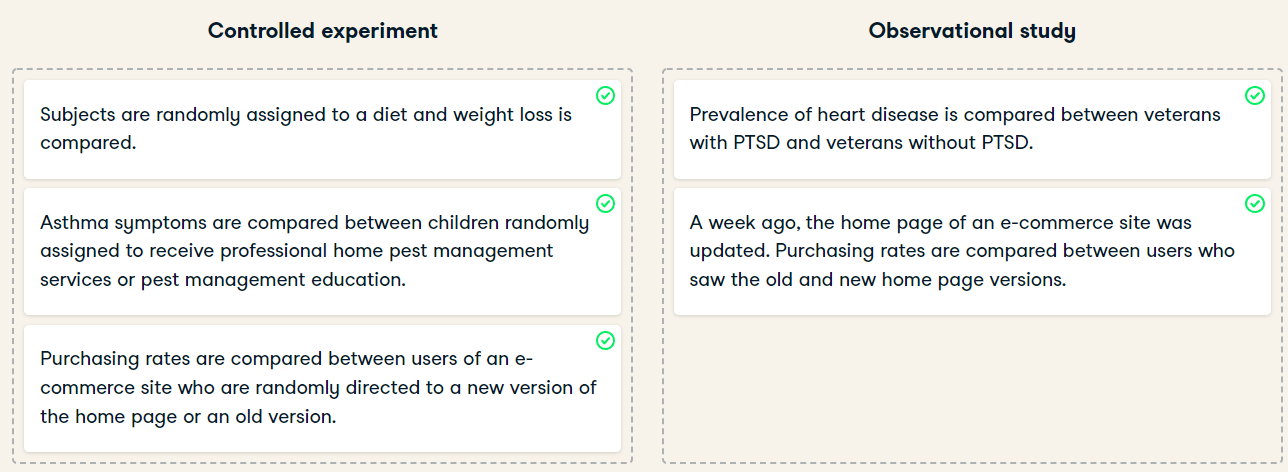 Controlled experiment
Observational study
Subjects are randomly assigned to a diet and weight loss is
compared.
Asthma symptoms are compared between children randomly
assigned to receive professional home pest management
services or pest management education.
Purchasing rates are compared between users of an e-
commerce site who are randomly directed to a new version of
the home page or an old version.
Prevalence of heart disease is compared between veterans
with PTSD and veterans without PTSD.
A week ago, the home page of an e-commerce site was
updated. Purchasing rates are compared between users who
saw the old and new home page versions.